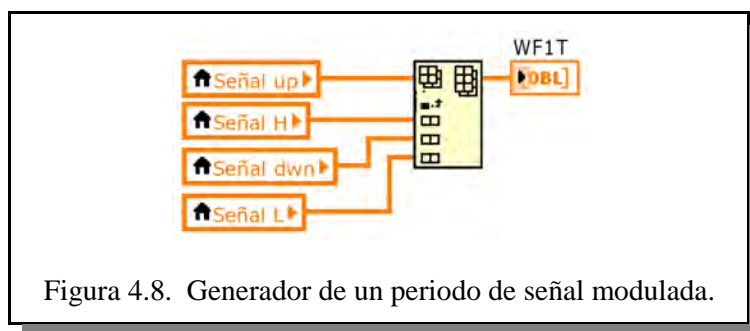 WF1T
Señal up
DBL]
Señal H
Señal dwn
Señal L
Figura 4.8. Generador de un periodo de señal modulada.